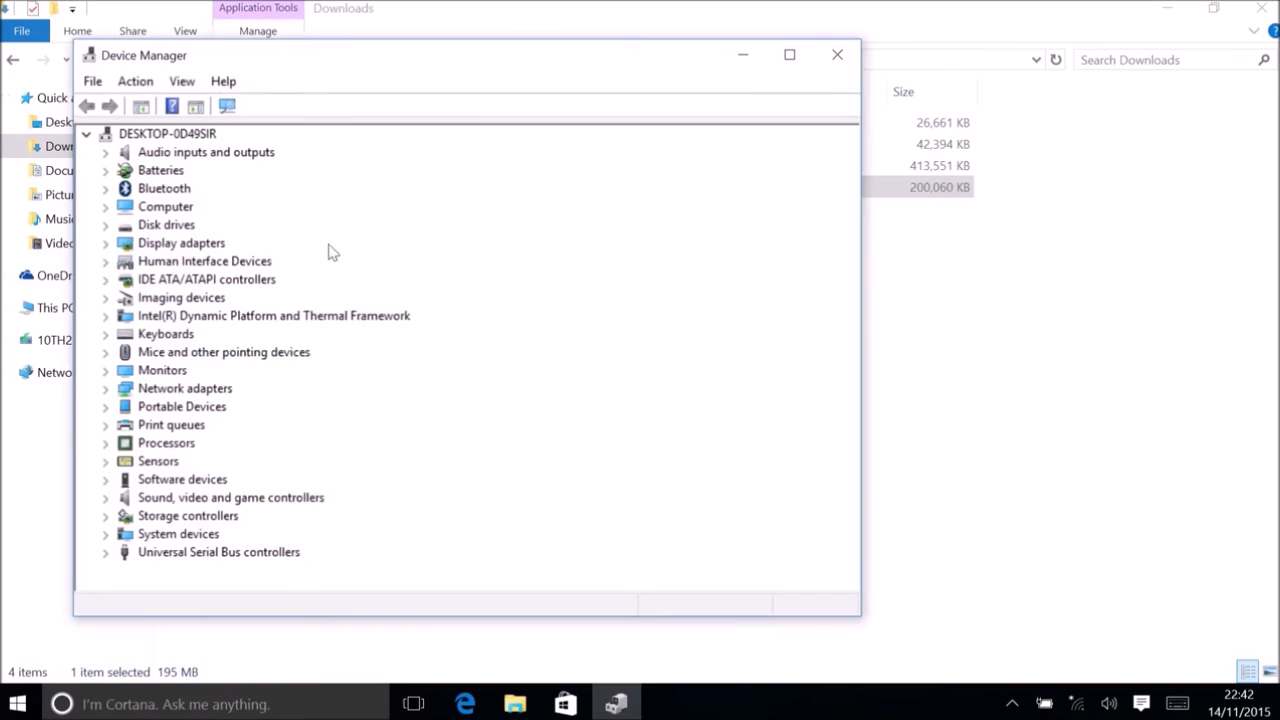 Application Tools
Downloads
File
Home
Share
View
Manage
Device Manager
Search Downloads
File
Action
View
Help
Size
Quick a
Desk
Down
Docu
Pictur
Music
Video
OneDr
This PC
10TH2
Netwo
DESKTOP-0D49SIR
Audio inputs and outputs
Batteries
Bluetooth
Computer
Disk drives
Display adapters
Human Interface Devices
IDE ATA/ATAPI controllers
Imaging devices
Intel(R) Dynamic Platform and Thermal Framework
Keyboards
Mice and other pointing devices
Monitors
Network adapters
Portable Devices
Print queues
Processors
Sensors
Software devices
Sound, video and game controllers
Storage controllers
System devices
Universal Serial Bus controllers
26,661 KB
42,394 KB
413,551 KB
200,060 KB
4 items
1 item selected 195 MB
I'm Cortana. Ask me anything.
22:42
14/11/2015